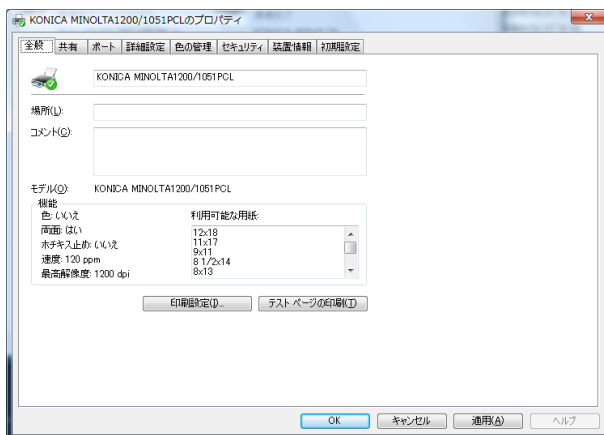 KONICA MINOLTA1200/1051PCLのプロパティ
全般 共有 ポート 詳細設定 色の管理 セキュリティ 装置情報 初期設定
KONICA MINOLTA1200/1051PCL
場所(L):
コメント(C):
モデル(O): KONICA MINOLTA1200/1051PCL
機能
色: いいえ 利用可能な用紙:
両面: はい 12x18
ホチキス止め: いいえ 11x17
速度: 120 ppm 9x11
最高解像度: 1200 dpi 8 1/2x14
8x13
印刷設定(I)... テスト ページの印刷(T)
OK キャンセル 適用(A) ヘルプ